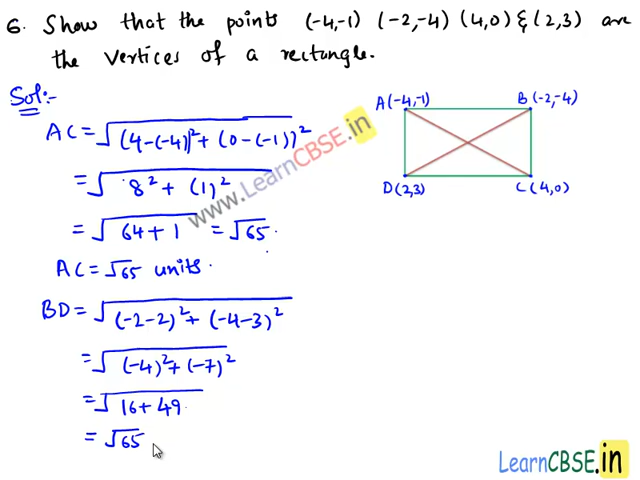 6. Show that the points (-4,-1) (-2,-4) (4,0) & (2,3) are
the vertices of a rectangle.
Sol:-
AC = √(4-(-4))² + (0-(-1))²
= √8² + (1)²
= √64 + 1 = √65.
AC = √65 units.
BD = √(-2-2)² + (-4-3)²
= √(-4)² + (-7)²
= √16 + 49
= √65
A(-4,-1) B(-2,-4)
D(2,3) C(4,0)
www.LearnCBSE.in
LearnCBSE.in